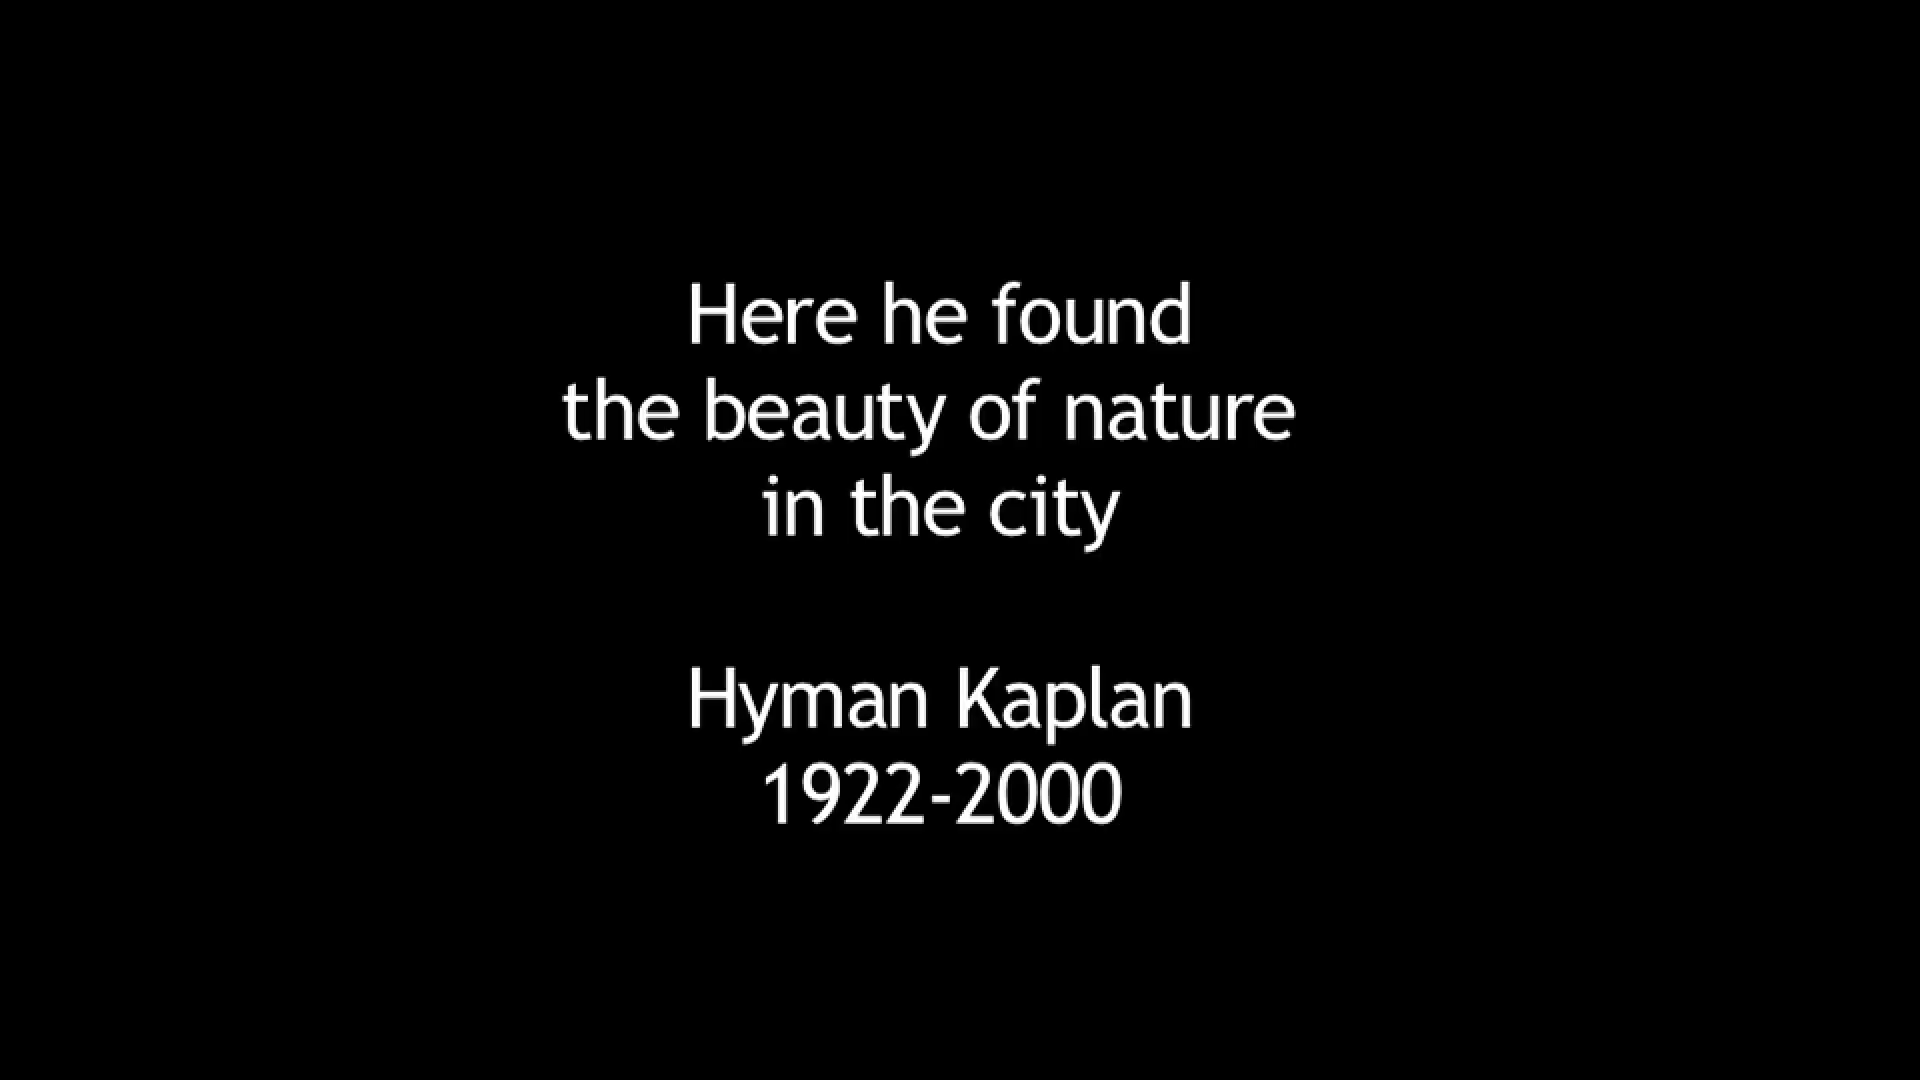 Here he found
the beauty of nature
in the city
Hyman Kaplan
1922-2000